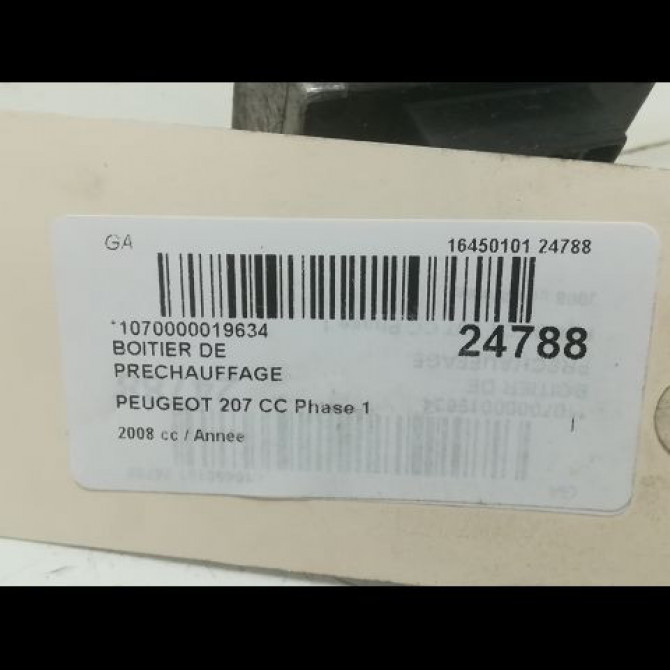 GA
16450101 24788
*1070000019634
24788
BOITIER DE
PRECHAUFFAGE
PEUGEOT 207 CC Phase 1
2008 cc / Annee